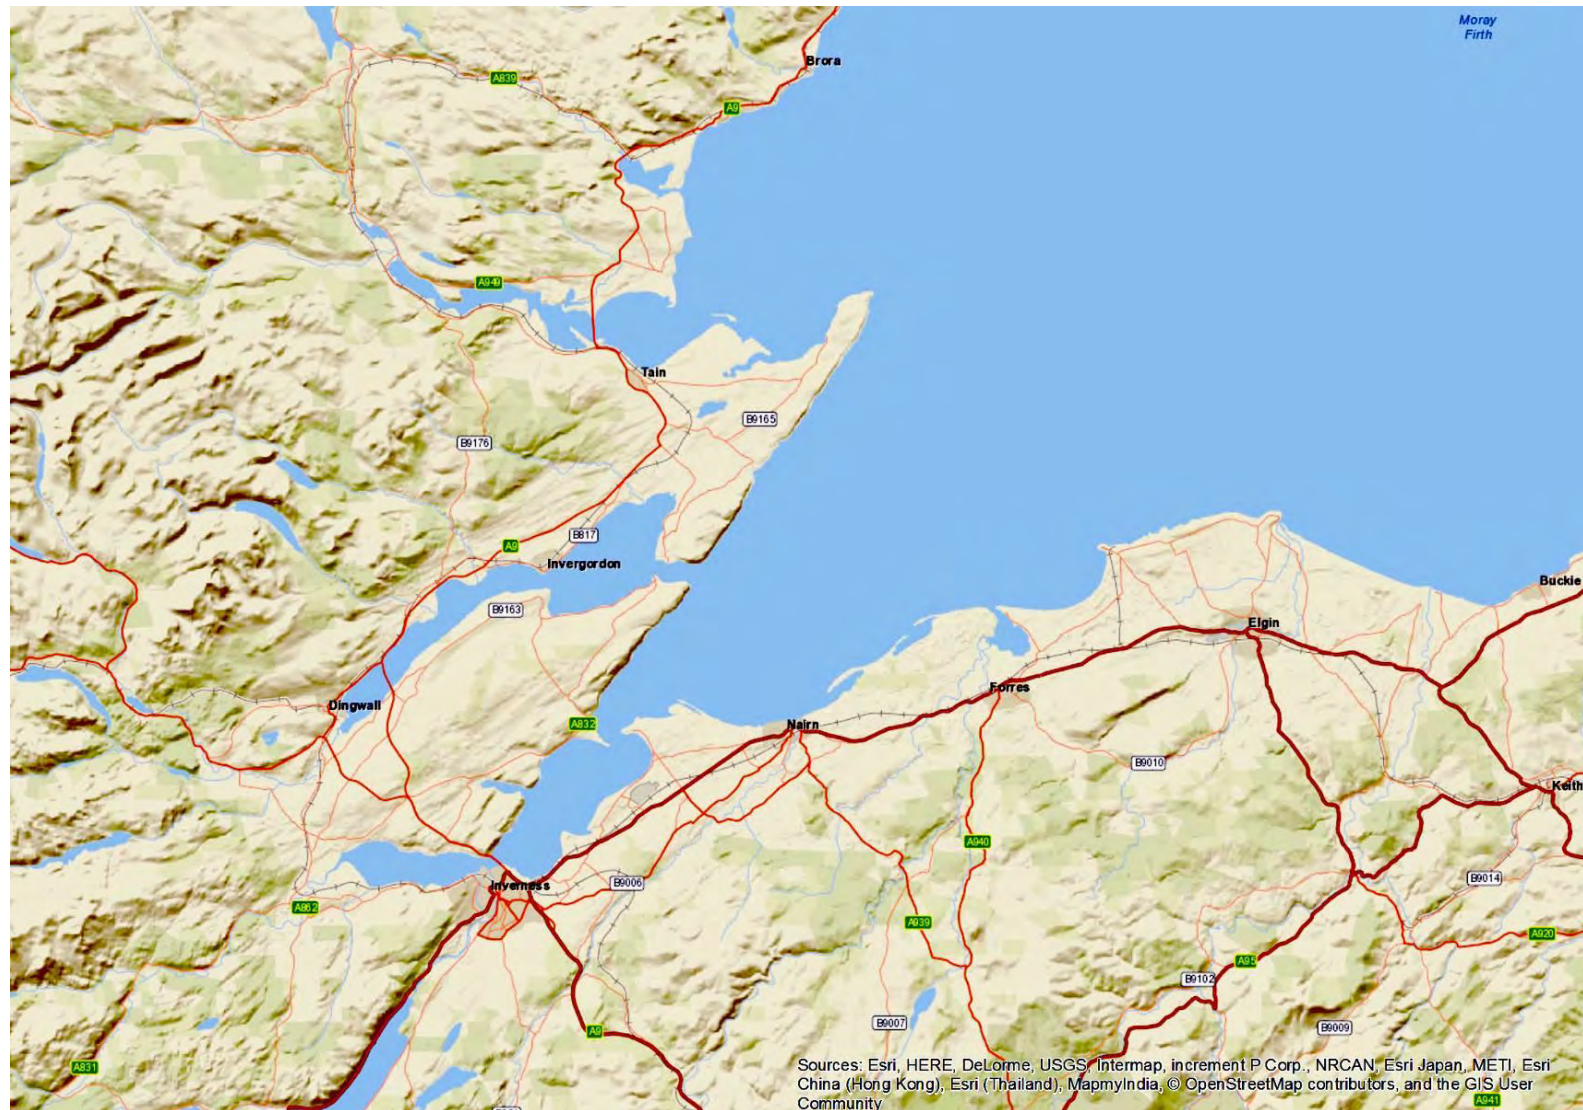 Moray
Firth
Brora
A839
A9
A949
Tain
B9165
B9176
B817
A9
Invergordon
Buckie
B9163
Elgin
Forres
Dingwall
A832
Nairn
B9010
Keith
A940
B9014
Inverness
B9006
A862
A939
A920
A95
B9102
B9007
B9009
A9
A831
Sources: Esri, HERE, DeLorme, USGS, Intermap, increment P Corp., NRCAN, Esri Japan, METI, Esri
China (Hong Kong), Esri (Thailand), MapmyIndia, © OpenStreetMap contributors, and the GIS User
Community
A941